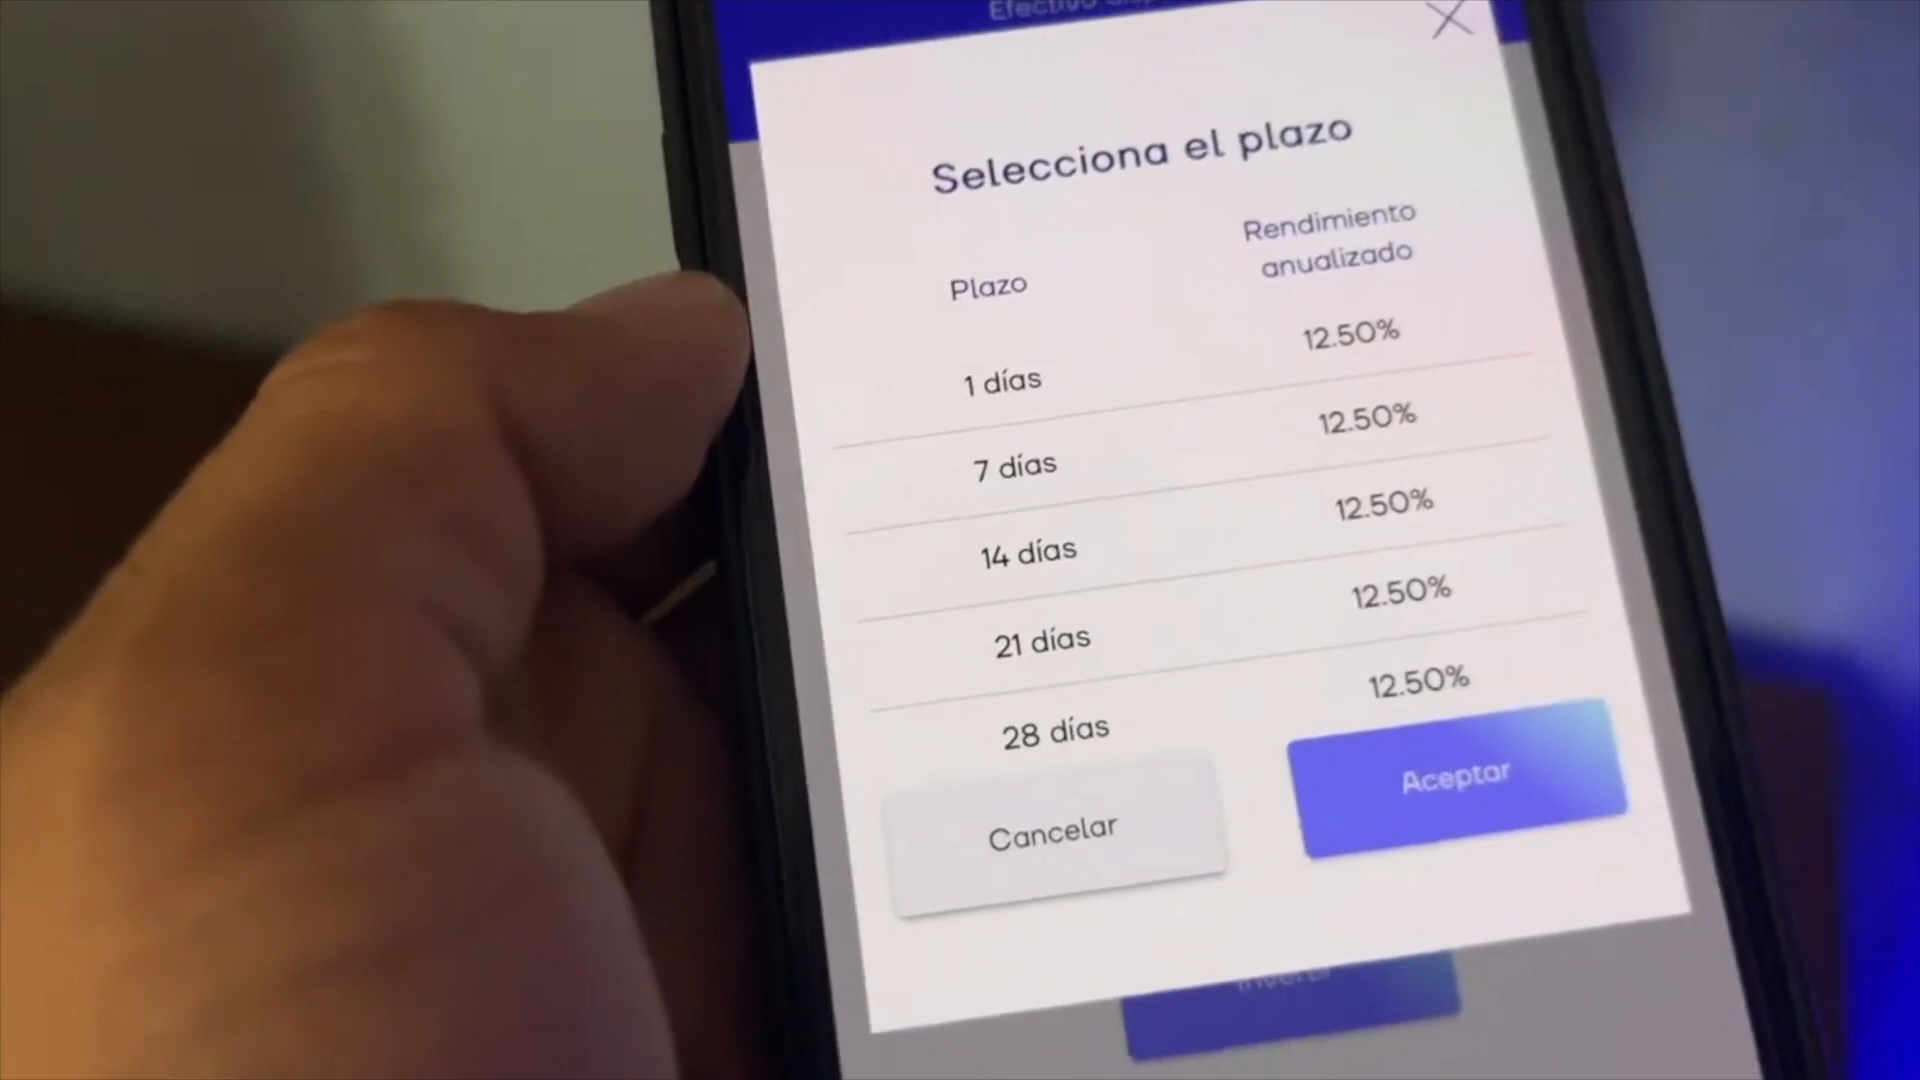 Efectivo
Selecciona el plazo
Plazo
Rendimiento
anualizado
1 días
12.50%
7 días
12.50%
14 días
12.50%
21 días
12.50%
28 días
12.50%
Cancelar
Aceptar